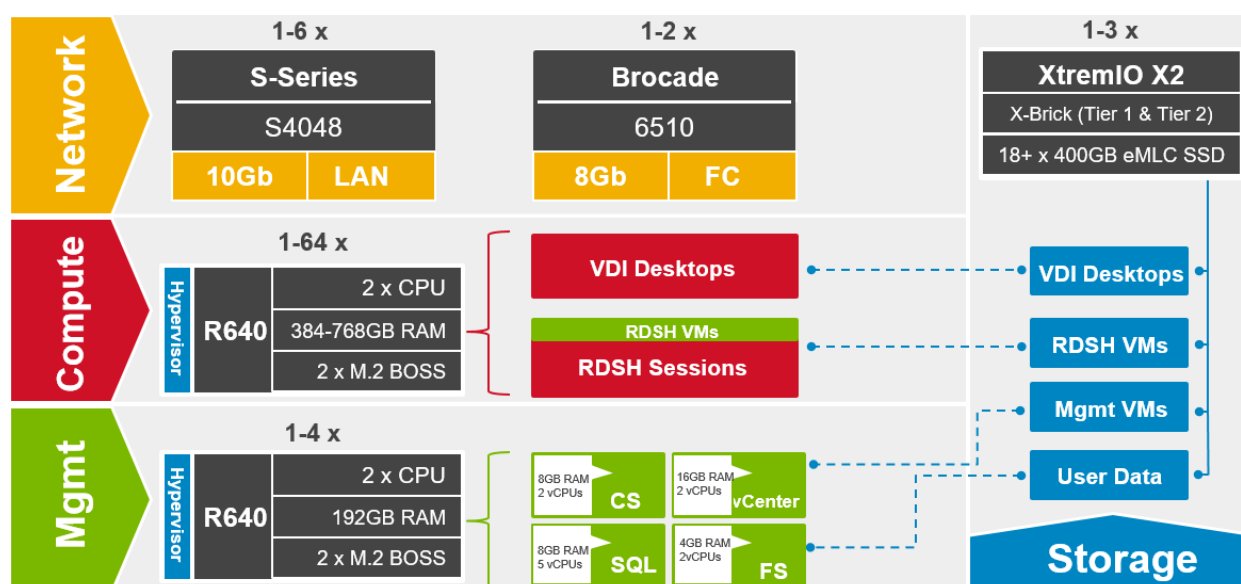 Network
1-6 x
S-Series
S4048
10Gb
LAN
1-2 x
Brocade
6510
8Gb
FC
1-3 x
XtremIO X2
X-Brick (Tier 1 & Tier 2)
18+ x 400GB eMLC SSD
Compute
1-64 x
Hypervisor
R640
2 x CPU
384-768GB RAM
2 x M.2 BOSS
VDI Desktops
RDSH VMs
RDSH Sessions
VDI Desktops
RDSH VMs
Mgmt VMs
User Data
Mgmt
1-4 x
Hypervisor
R640
2 x CPU
192GB RAM
2 x M.2 BOSS
8GB RAM
2 vCPUs
CS
16GB RAM
2 vCPUs
vCenter
8GB RAM
5 vCPUs
SQL
4GB RAM
2vCPUs
FS
Storage